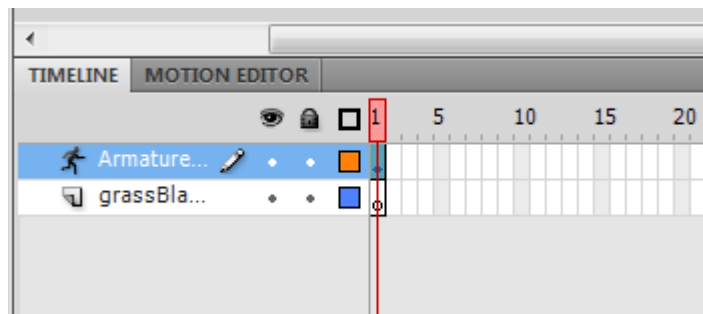 TIMELINE MOTION EDITOR
1 5 10 15 20
Armature...
grassBla...